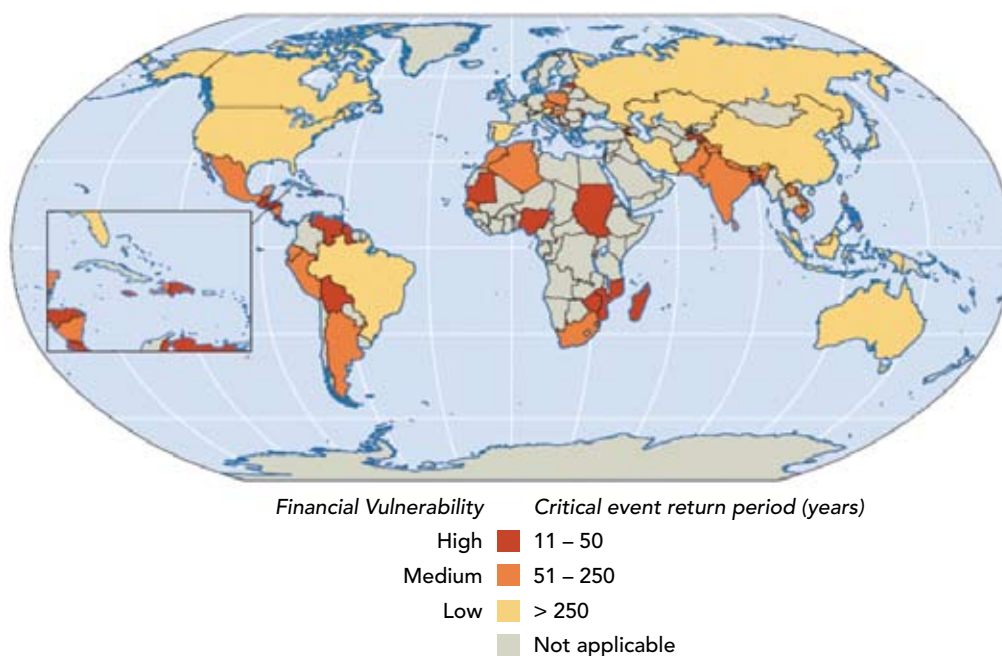 Financial Vulnerability Critical event return period (years)
High 11 – 50
Medium 51 – 250
Low > 250
Not applicable